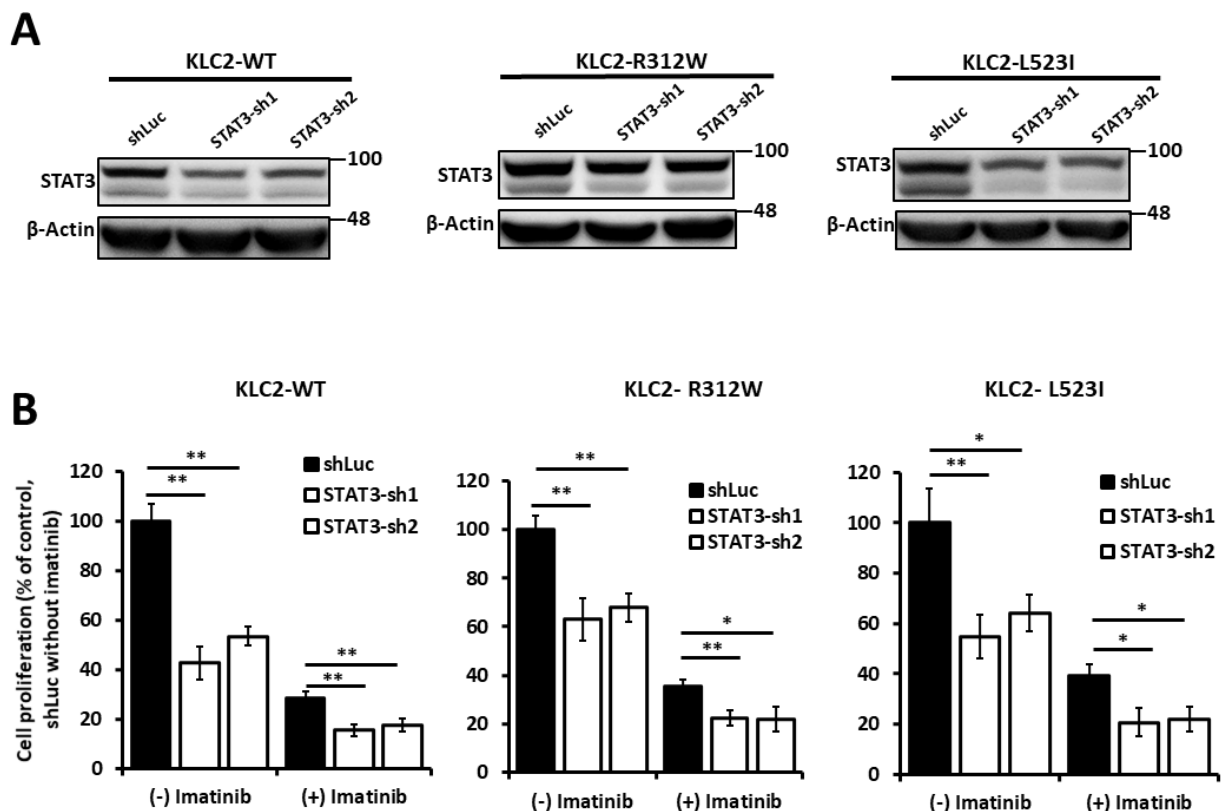 A
KLC2-WT
shLuc
STAT3-sh1
STAT3-sh2
STAT3
100
β-Actin
48
KLC2-R312W
shLuc
STAT3-sh1
STAT3-sh2
STAT3
100
β-Actin
48
KLC2-L523I
shLuc
STAT3-sh1
STAT3-sh2
STAT3
100
β-Actin
48
B
KLC2-WT
Cell proliferation (% of control,
shLuc without imatinib)
120
100
80
60
40
20
0
**
**
**
**
shLuc
STAT3-sh1
STAT3-sh2
(-) Imatinib
(+) Imatinib
KLC2- R312W
120
100
80
60
40
20
0
**
**
*
**
shLuc
STAT3-sh1
STAT3-sh2
(-) Imatinib
(+) Imatinib
KLC2- L523I
120
100
80
60
40
20
0
*
**
*
*
shLuc
STAT3-sh1
STAT3-sh2
(-) Imatinib
(+) Imatinib